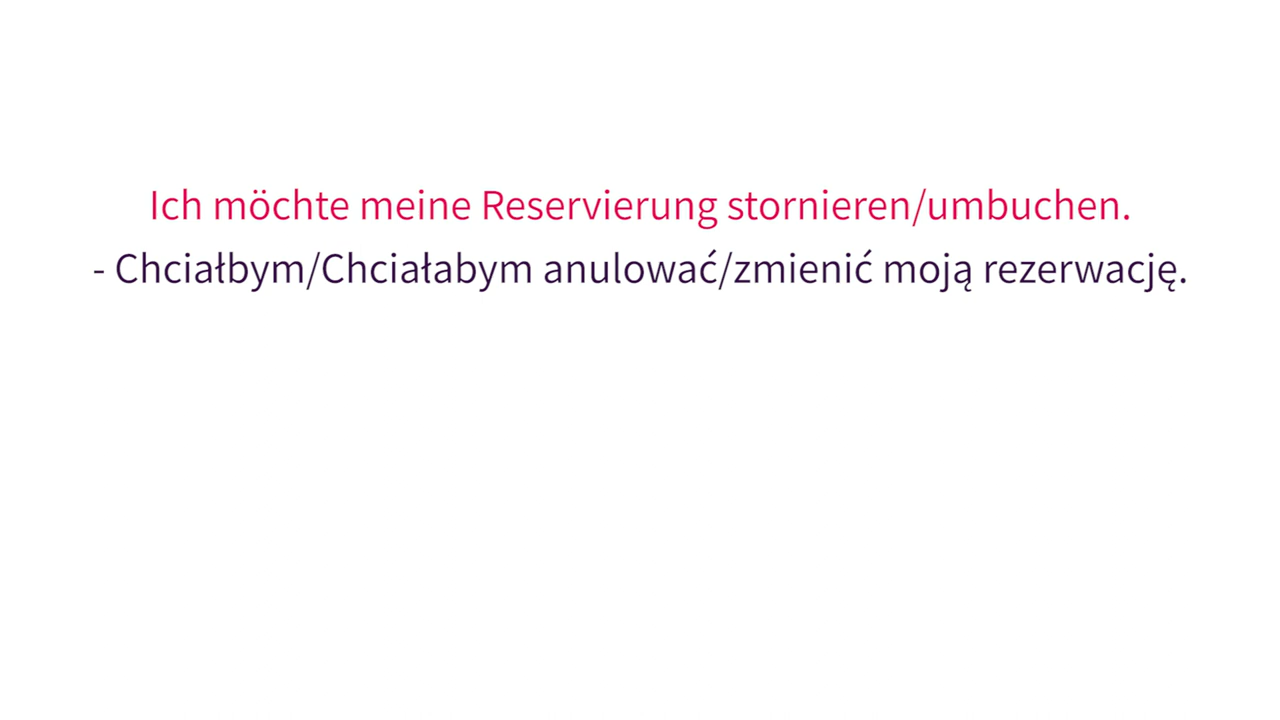 Ich möchte meine Reservierung stornieren/umbuchen.
- Chciałbym/Chciałabym anulować/zmienić moją rezerwację.